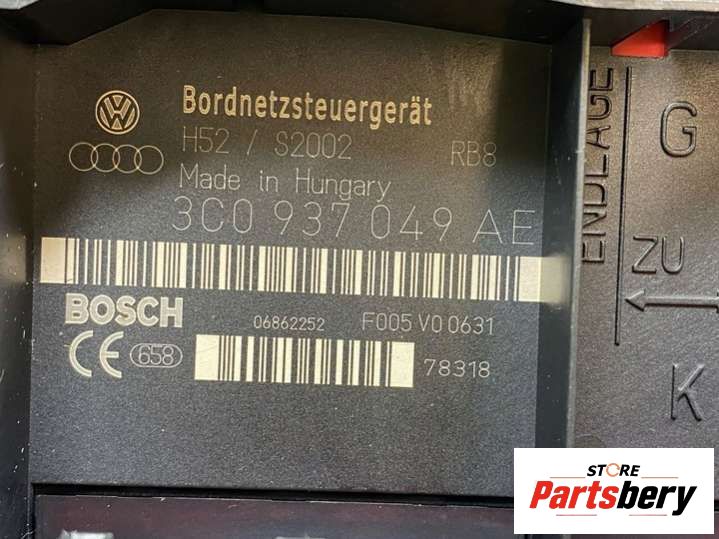 Bordnetzsteuergerät
H52 / S2002 RB8
Made in Hungary
3C0 937 049 AE
BOSCH 06862252 F005 V0 0631
CE 658 78318
ENDLAGE
G
ZU
K
STORE
Partsbery